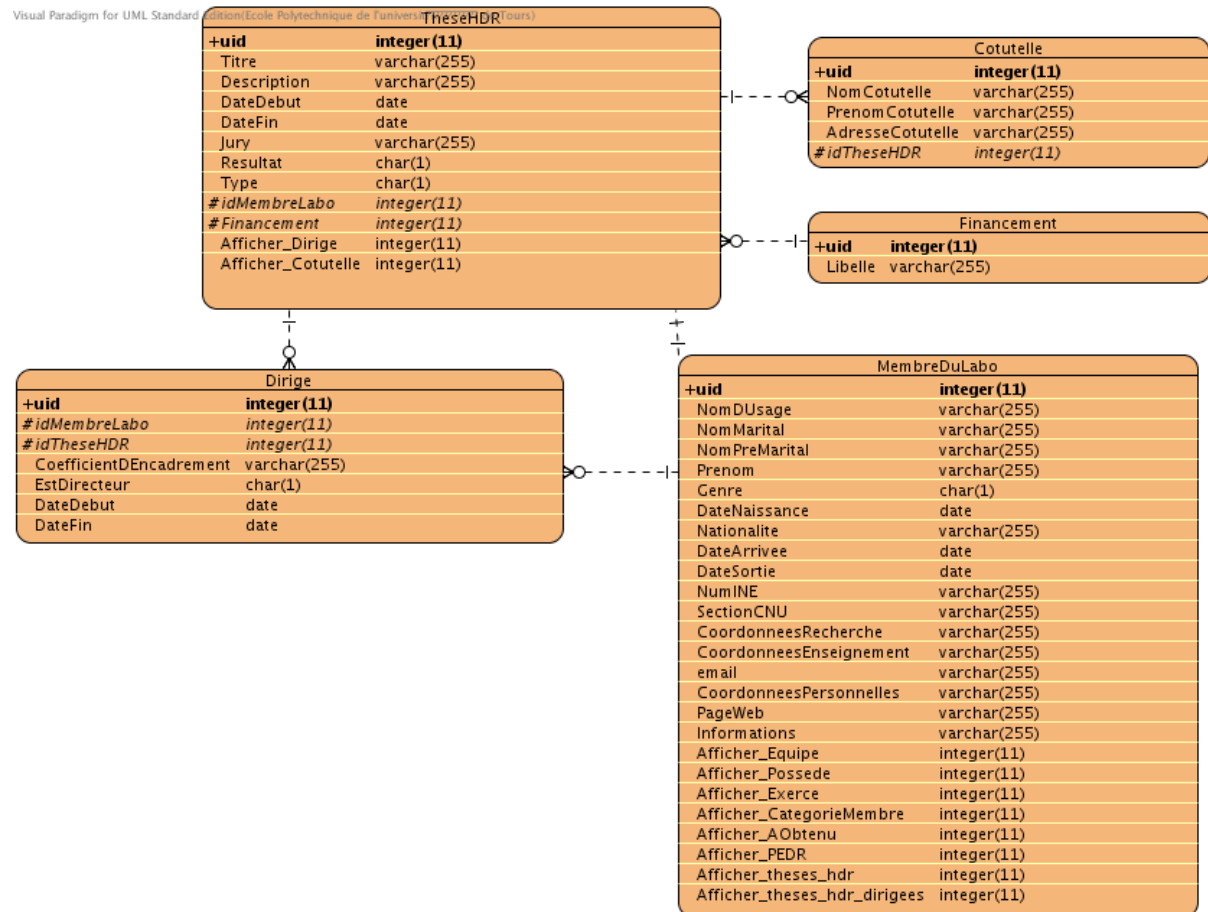 Visual Paradigm for UML Standard Edition(Ecole Polytechnique de l'université de Tours)
TheseHDR
+uid integer(11)
Titre varchar(255)
Description varchar(255)
DateDebut date
DateFin date
Jury varchar(255)
Resultat char(1)
Type char(1)
#idMembreLabo integer(11)
#Financement integer(11)
Afficher_Dirige integer(11)
Afficher_Cotutelle integer(11)
Cotutelle
+uid integer(11)
NomCotutelle varchar(255)
PrenomCotutelle varchar(255)
AdresseCotutelle varchar(255)
#idTheseHDR integer(11)
Financement
+uid integer(11)
Libelle varchar(255)
Dirige
+uid integer(11)
#idMembreLabo integer(11)
#idTheseHDR integer(11)
CoefficientDEncadrement varchar(255)
EstDirecteur char(1)
DateDebut date
DateFin date
MembreDuLabo
+uid integer(11)
NomDUsage varchar(255)
NomMarital varchar(255)
NomPreMarital varchar(255)
Prenom varchar(255)
Genre char(1)
DateNaissance date
Nationalite varchar(255)
DateArrivee date
DateSortie date
NumINE varchar(255)
SectionCNU varchar(255)
CoordonneesRecherche varchar(255)
CoordonneesEnseignement varchar(255)
email varchar(255)
CoordonneesPersonnelles varchar(255)
PageWeb varchar(255)
Informations varchar(255)
Afficher_Equipe integer(11)
Afficher_Possede integer(11)
Afficher_Exerce integer(11)
Afficher_CategorieMembre integer(11)
Afficher_AObtenu integer(11)
Afficher_PEDR integer(11)
Afficher_theses_hdr integer(11)
Afficher_theses_hdr_dirigees integer(11)